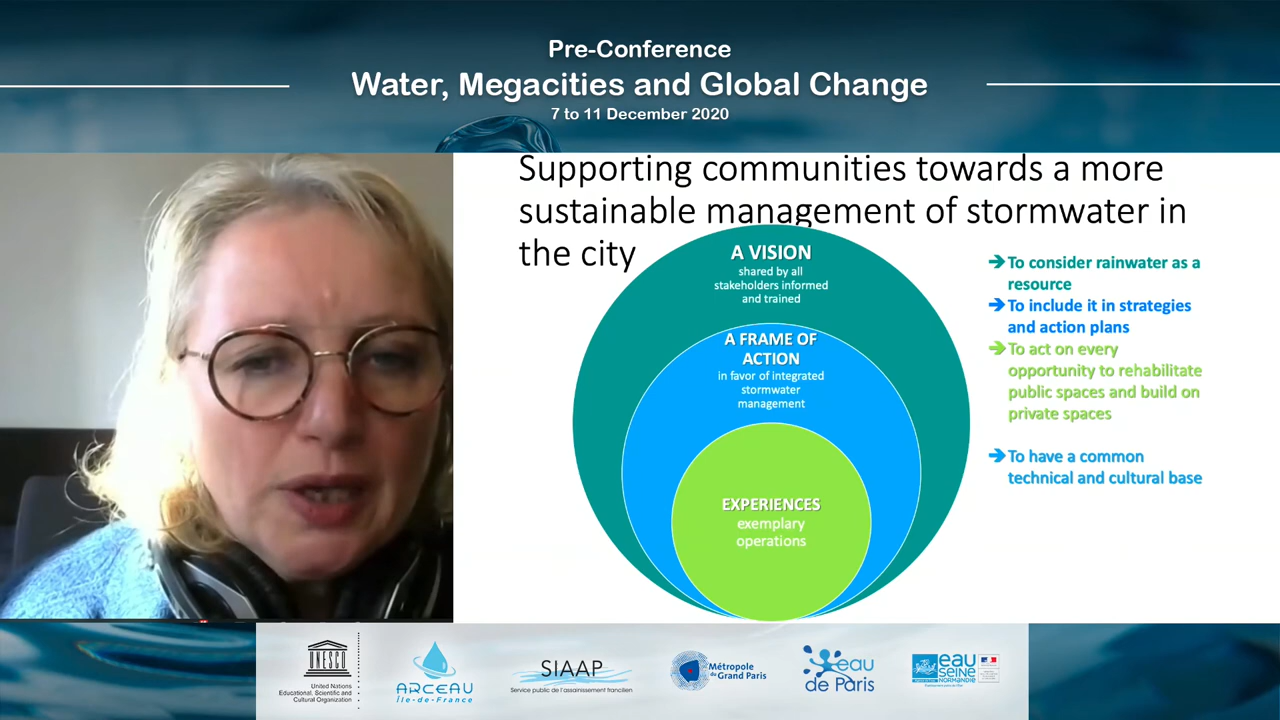 Pre-Conference
Water, Megacities and Global Change
7 to 11 December 2020
Supporting communities towards a more
sustainable management of stormwater in
the city
A VISION
shared by all
stakeholders informed
and trained
A FRAME OF
ACTION
in favor of integrated
stormwater
management
EXPERIENCES
exemplary
operations
To consider rainwater as a
resource
To include it in strategies
and action plans
To act on every
opportunity to rehabilitate
public spaces and build on
private spaces
To have a common
technical and cultural base
UNESCO
United Nations
Educational, Scientific and
Cultural Organization
ARCEAU
Île-de-France
SIAAP
Service public de l'assainissement francilien
Métropole
du Grand Paris
eau
de Paris
eau
SEINE
NORMANDIE